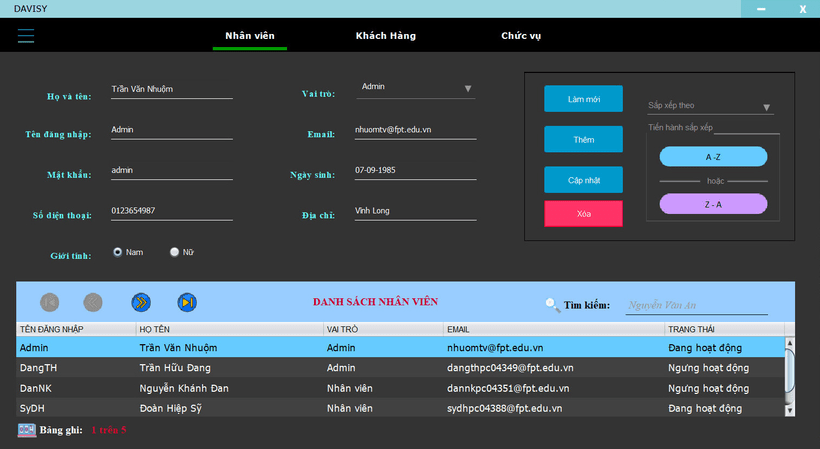 DAVISY
Nhân viên Khách Hàng Chức vụ
Họ và tên: Trần Văn Nhuộm Vai trò: Admin
Tên đăng nhập: Admin Email: nhuomtv@fpt.edu.vn
Mật khẩu: admin Ngày sinh: 07-09-1985
Số điện thoại: 0123654987 Địa chỉ: Vĩnh Long
Giới tính: Nam Nữ
Làm mới
Thêm
Cập nhật
Xóa
Sắp xếp theo
Tiến hành sắp xếp
A -Z
hoặc
Z - A
DANH SÁCH NHÂN VIÊN Tìm kiếm: Nguyễn Văn An
TÊN ĐĂNG NHẬP HỌ TÊN VAI TRÒ EMAIL TRẠNG THÁI
Admin Trần Văn Nhuộm Admin nhuomtv@fpt.edu.vn Đang hoạt động
DangTH Trần Hữu Đang Admin dangthpc04349@fpt.edu.vn Ngưng hoạt động
DanNK Nguyễn Khánh Đan Nhân viên dannkpc04351@fpt.edu.vn Ngưng hoạt động
SyDH Đoàn Hiệp Sỹ Nhân viên sydhpc04388@fpt.edu.vn Đang hoạt động
Bảng ghi: 1 trên 5